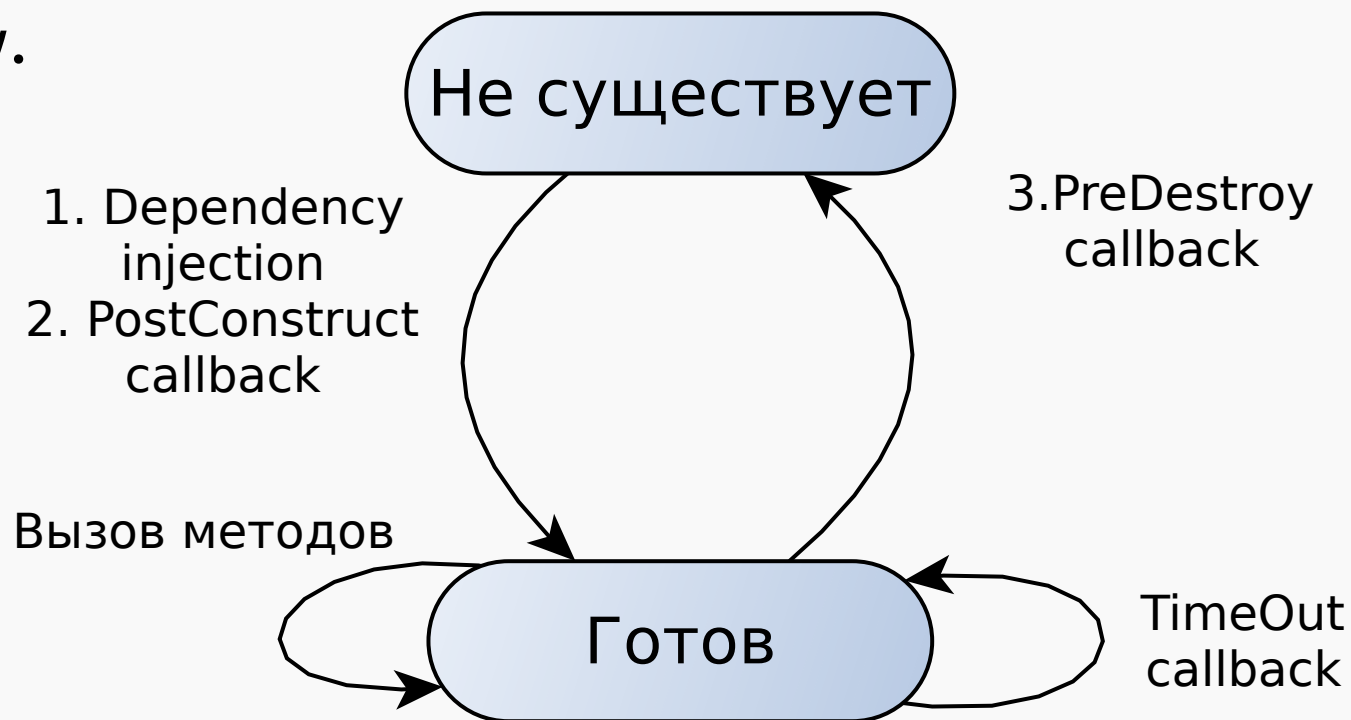 Не существует
1. Dependency
injection
2. PostConstruct
callback
3.PreDestroy
callback
Вызов методов
Готов
TimeOut
callback